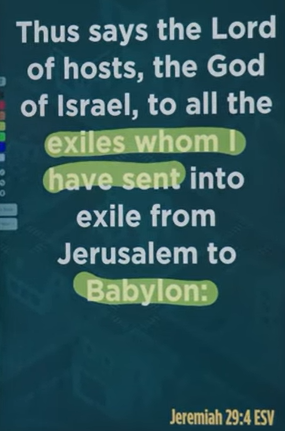 Thus says the Lord
of hosts, the God
of Israel, to all the
exiles whom I
have sent into
exile from
Jerusalem to
Babylon:
Jeremiah 29:4 ESV